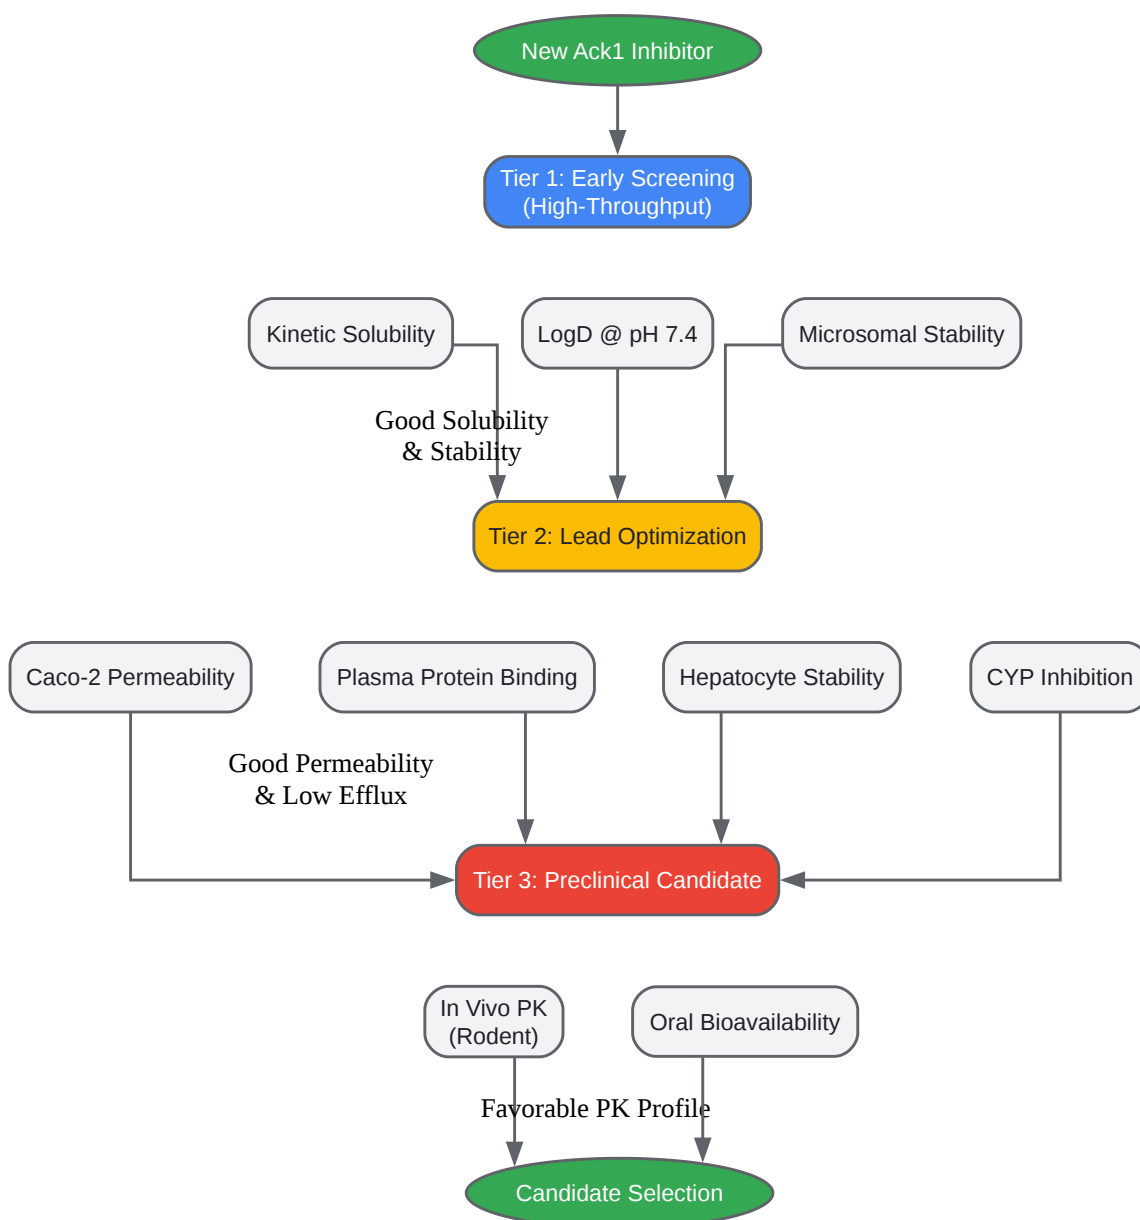 New Ack1 Inhibitor
Tier 1: Early Screening
(High-Throughput)
Kinetic Solubility
LogD @ pH 7.4
Microsomal Stability
Good Solubility
& Stability
Tier 2: Lead Optimization
Caco-2 Permeability
Plasma Protein Binding
Hepatocyte Stability
CYP Inhibition
Good Permeability
& Low Efflux
Tier 3: Preclinical Candidate
In Vivo PK
(Rodent)
Oral Bioavailability
Favorable PK Profile
Candidate Selection